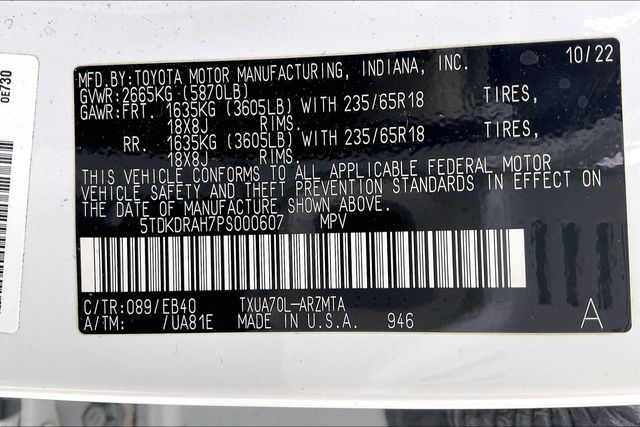 10/22
MFD.BY:TOYOTA MOTOR MANUFACTURING, INDIANA, INC.
GVWR:2665KG (5870LB)
GAWR:FRT. 1635KG (3605LB) WITH 235/65R18 TIRES,
18X8J RIMS.
RR. 1635KG (3605LB) WITH 235/65R18 TIRES,
18X8J RIMS.
THIS VEHICLE CONFORMS TO ALL APPLICABLE FEDERAL MOTOR
VEHICLE SAFETY AND THEFT PREVENTION STANDARDS IN EFFECT ON
THE DATE OF MANUFACTURE SHOWN ABOVE.
5TDKDRAH7PS000607 MPV
C/TR:089/EB40 TXUA70L-ARZMTA
A/TM: /UA81E MADE IN U.S.A. 946 A
0E730